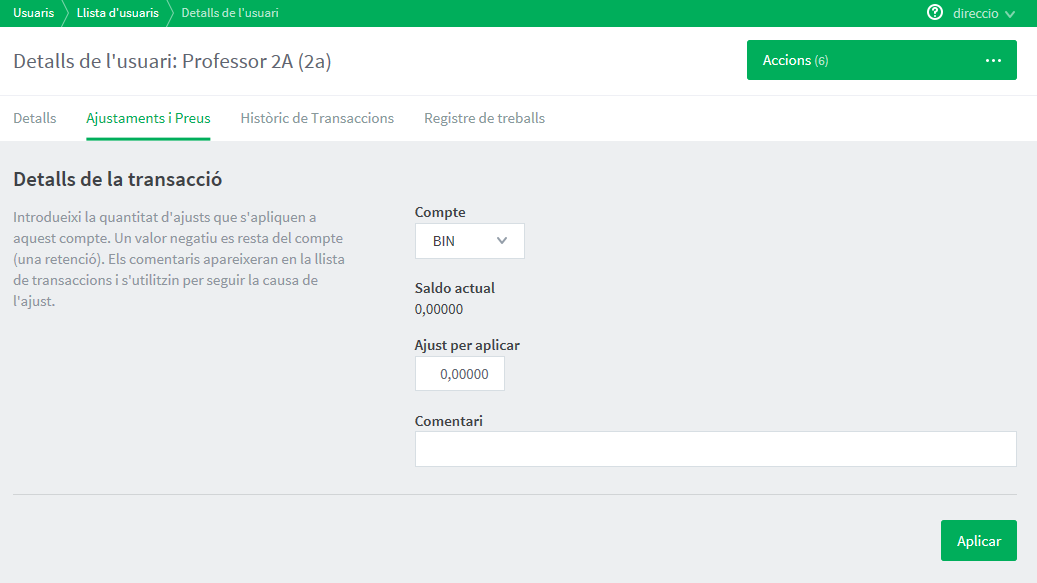 Usuaris Llista d'usuaris Detalls de l'usuari direccio
Detalls de l'usuari: Professor 2A (2a)
Accions (6)
Detalls Ajustaments i Preus Històric de Transaccions Registre de treballs
Detalls de la transacció
Introdueixi la quantitat d'ajusts que s'apliquen a
aquest compte. Un valor negatiu es resta del compte
(una retenció). Els comentaris apareixeran en la llista
de transaccions i s'utilitzin per seguir la causa de
l'ajust.
Compte
BIN
Saldo actual
0,00000
Ajust per aplicar
0,00000
Comentari
Aplicar